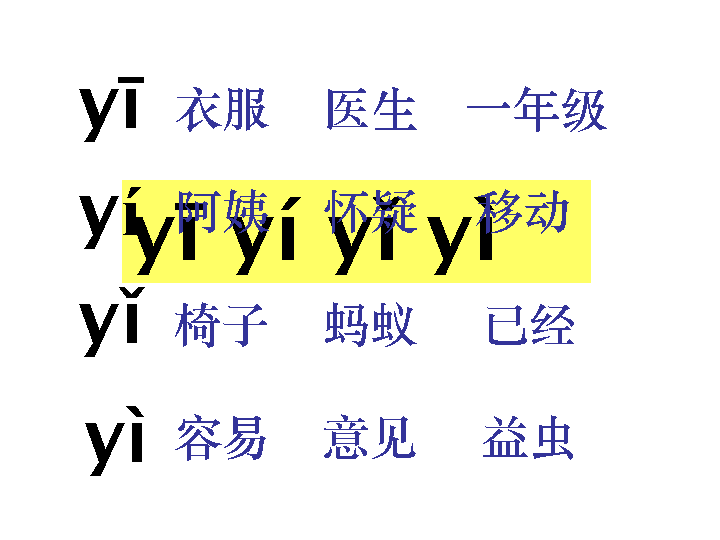 yī 衣服 医生 一年级
yí 阿姨 怀疑 移动
yī yí yǐ yì
yǐ 椅子 蚂蚁 已经
yì 容易 意见 益虫